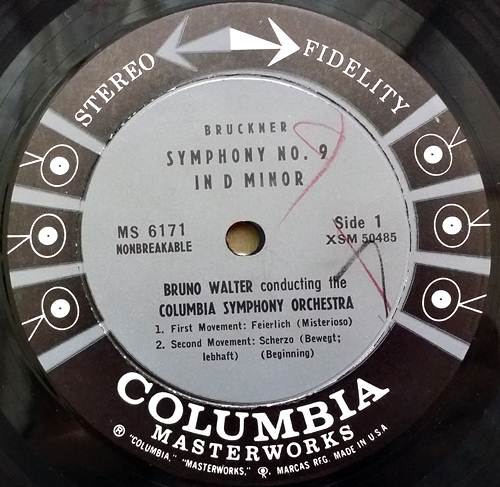 STEREO FIDELITY
BRUCKNER
SYMPHONY NO. 9
IN D MINOR
MS 6171
NONBREAKABLE
Side 1
XSM 50485
BRUNO WALTER conducting the
COLUMBIA SYMPHONY ORCHESTRA
1. First Movement: Feierlich (Misterioso)
2. Second Movement: Scherzo (Bewegt;
lebhaft) (Beginning)
COLUMBIA
MASTERWORKS
® "COLUMBIA," "MASTERWORKS," MARCAS REG. MADE IN U.S.A